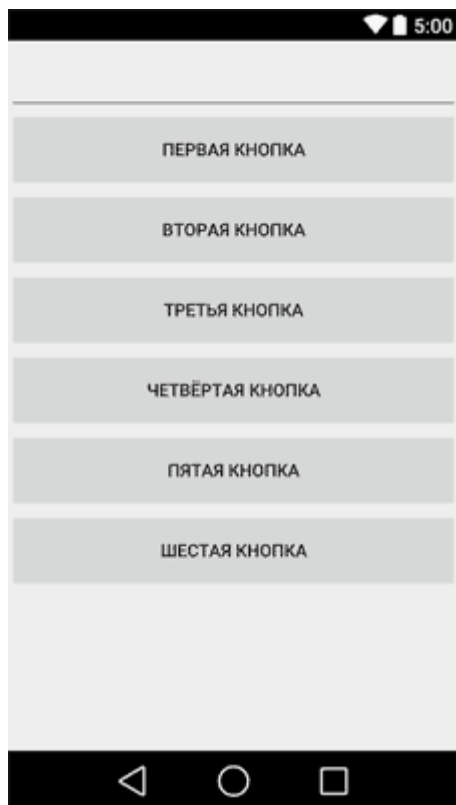 5:00
ПЕРВАЯ КНОПКА
ВТОРАЯ КНОПКА
ТРЕТЬЯ КНОПКА
ЧЕТВЁРТАЯ КНОПКА
ПЯТАЯ КНОПКА
ШЕСТАЯ КНОПКА